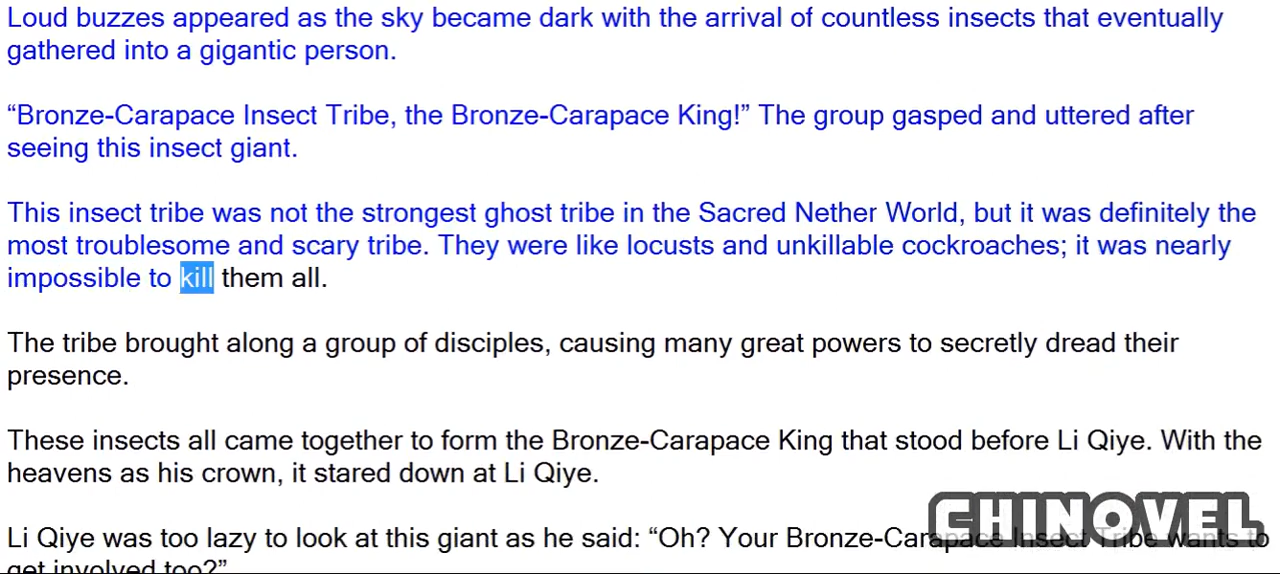 Loud buzzes appeared as the sky became dark with the arrival of countless insects that eventually
gathered into a gigantic person.
“Bronze-Carapace Insect Tribe, the Bronze-Carapace King!” The group gasped and uttered after
seeing this insect giant.
This insect tribe was not the strongest ghost tribe in the Sacred Nether World, but it was definitely the
most troublesome and scary tribe. They were like locusts and unkillable cockroaches; it was nearly
impossible to kill them all.
The tribe brought along a group of disciples, causing many great powers to secretly dread their
presence.
These insects all came together to form the Bronze-Carapace King that stood before Li Qiye. With the
heavens as his crown, it stared down at Li Qiye.
Li Qiye was too lazy to look at this giant as he said: “Oh? Your Bronze-Carapace Insect Tribe wants to
get involved too?”
CHINOVEL